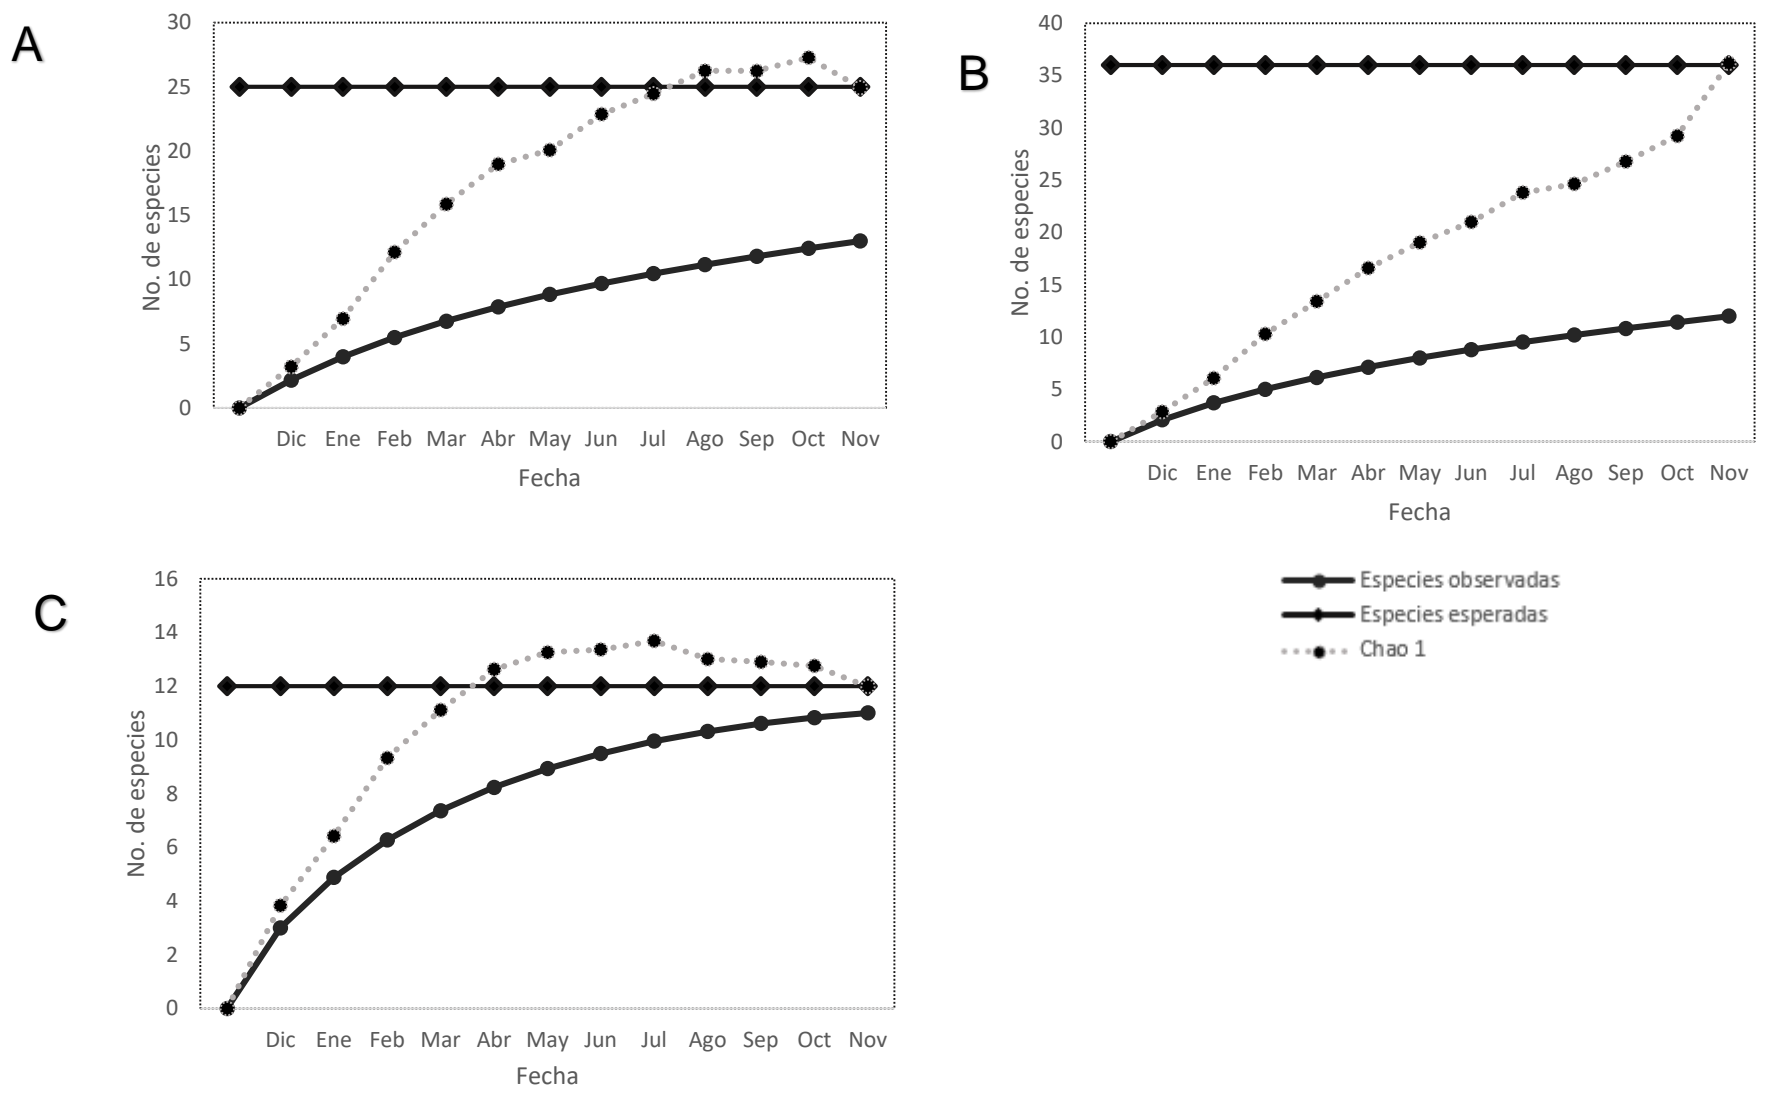 A
No. de especies
30
25
20
15
10
5
0
Dic Ene Feb Mar Abr May Jun Jul Ago Sep Oct Nov
Fecha
B
No. de especies
40
35
30
25
20
15
10
5
0
Dic Ene Feb Mar Abr May Jun Jul Ago Sep Oct Nov
Fecha
C
No. de especies
16
14
12
10
8
6
4
2
0
Dic Ene Feb Mar Abr May Jun Jul Ago Sep Oct Nov
Fecha
Especies observadas
Especies esperadas
Chao 1